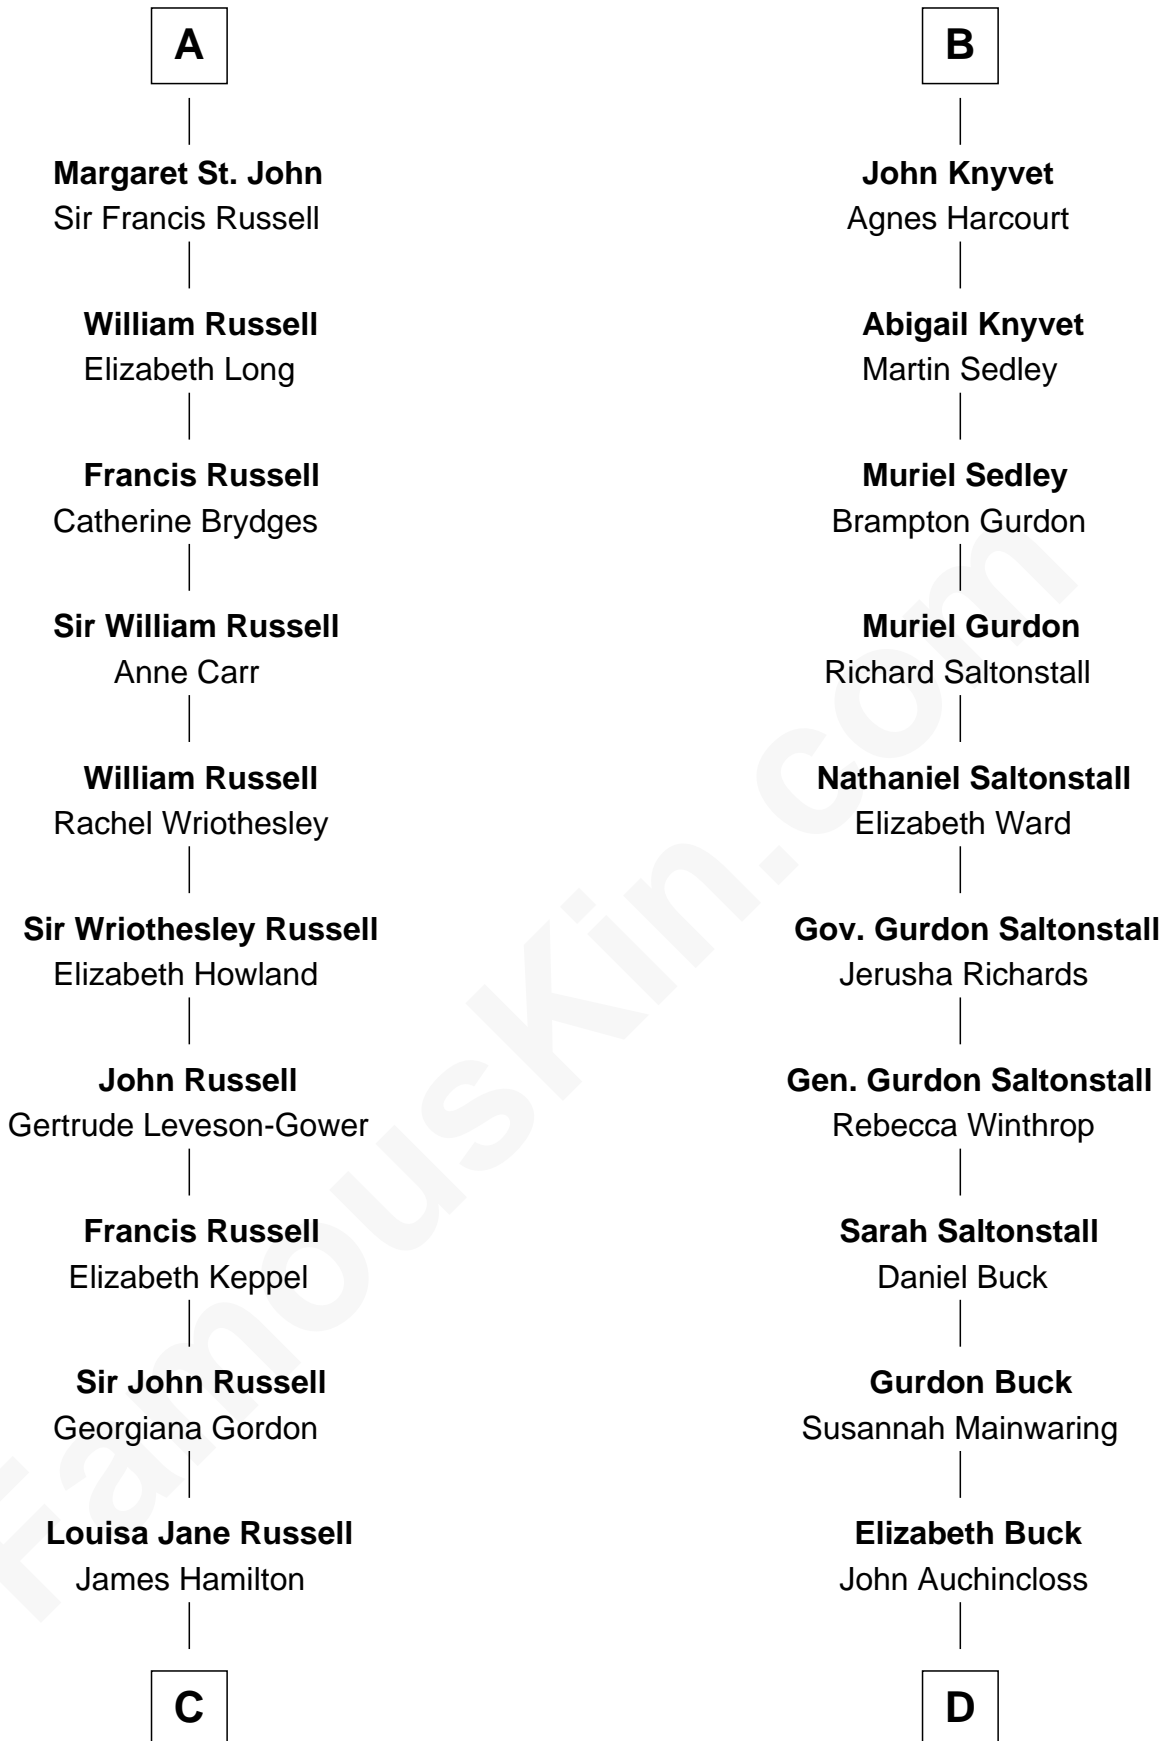 A
Margaret St. John
Sir Francis Russell
William Russell
Elizabeth Long
Francis Russell
Catherine Brydges
Sir William Russell
Anne Carr
William Russell
Rachel Wriothesley
Sir Wriothesley Russell
Elizabeth Howland
John Russell
Gertrude Leveson-Gower
Francis Russell
Elizabeth Keppel
Sir John Russell
Georgiana Gordon
Louisa Jane Russell
James Hamilton
C
B
John Knyvet
Agnes Harcourt
Abigail Knyvet
Martin Sedley
Muriel Sedley
Brampton Gurdon
Muriel Gurdon
Richard Saltonstall
Nathaniel Saltonstall
Elizabeth Ward
Gov. Gurdon Saltonstall
Jerusha Richards
Gen. Gurdon Saltonstall
Rebecca Winthrop
Sarah Saltonstall
Daniel Buck
Gurdon Buck
Susannah Mainwaring
Elizabeth Buck
John Auchincloss
D
FamousKin.com